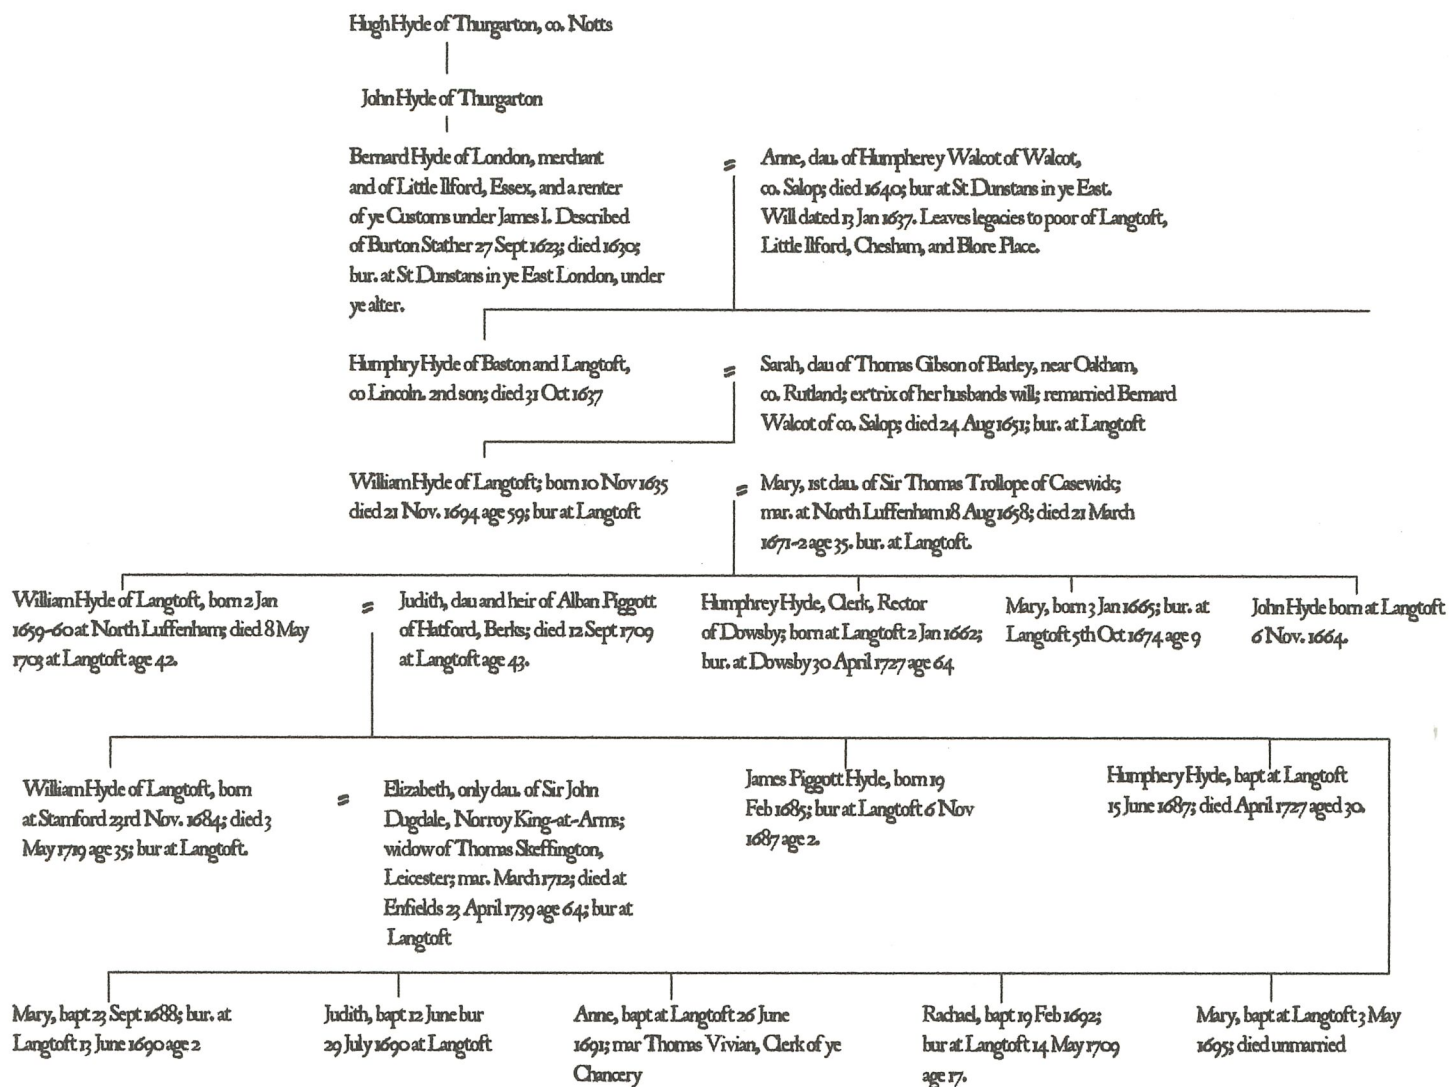 Hugh Hyde of Thurgarton, co. Notts
John Hyde of Thurgarton
Bernard Hyde of London, merchant
and of Little Ilford, Essex, and a renter
of ye Customs under James I. Described
of Burton Stather 27 Sept 1623; died 1630;
bur. at St Dunstans in ye East London, under
ye alter.
=
Anne, dau. of Humpherey Walcot of Walcot,
co. Salop; died 1640; bur at St Dunstans in ye East.
Will dated 13 Jan 1637. Leaves legacies to poor of Langtoft,
Little Ilford, Chesham, and Blore Place.
Humphry Hyde of Baston and Langtoft,
co Lincoln. 2nd son; died 31 Oct 1637
=
Sarah, dau of Thomas Gibson of Barley, near Oakham,
co. Rutland; ex'trix of her husbands will; remarried Bernard
Walcot of co. Salop; died 24 Aug 1651; bur. at Langtoft
William Hyde of Langtoft; born 10 Nov 1635
died 21 Nov. 1694 age 59; bur at Langtoft
=
Mary, 1st dau. of Sir Thomas Trollope of Casewick;
mar. at North Luffenham 18 Aug 1658; died 21 March
1671-2 age 35. bur. at Langtoft.
William Hyde of Langtoft, born 2 Jan
1659-60 at North Luffenham; died 8 May
1703 at Langtoft age 42.
=
Judith, dau and heir of Alban Piggott
of Hatford, Berks; died 12 Sept 1709
at Langtoft age 43.
Humphrey Hyde, Clerk, Rector
of Dowsby; born at Langtoft 2 Jan 1662;
bur. at Dowsby 30 April 1727 age 64
Mary, born 3 Jan 1665; bur. at
Langtoft 5th Oct 1674 age 9
John Hyde born at Langtoft
6 Nov. 1664.
William Hyde of Langtoft, born
at Stamford 23rd Nov. 1684; died 3
May 1719 age 35; bur at Langtoft.
=
Elizabeth, only dau. of Sir John
Dugdale, Norroy King-at-Arms;
widow of Thomas Skeffington,
Leicester; mar. March 1712; died at
Enfields 23 April 1739 age 64; bur at
Langtoft
James Piggott Hyde, born 19
Feb 1685; bur at Langtoft 6 Nov
1687 age 2.
Humphery Hyde, bapt at Langtoft
15 June 1687; died April 1727 aged 30.
Mary, bapt 23 Sept 1688; bur. at
Langtoft 13 June 1690 age 2
Judith, bapt 12 June bur
29 July 1690 at Langtoft
Anne, bapt at Langtoft 26 June
1691; mar Thomas Vivian, Clerk of ye
Chancery
Rachael, bapt 19 Feb 1692;
bur at Langtoft 14 May 1709
age 17.
Mary, bapt at Langtoft 3 May
1695; died unmarried